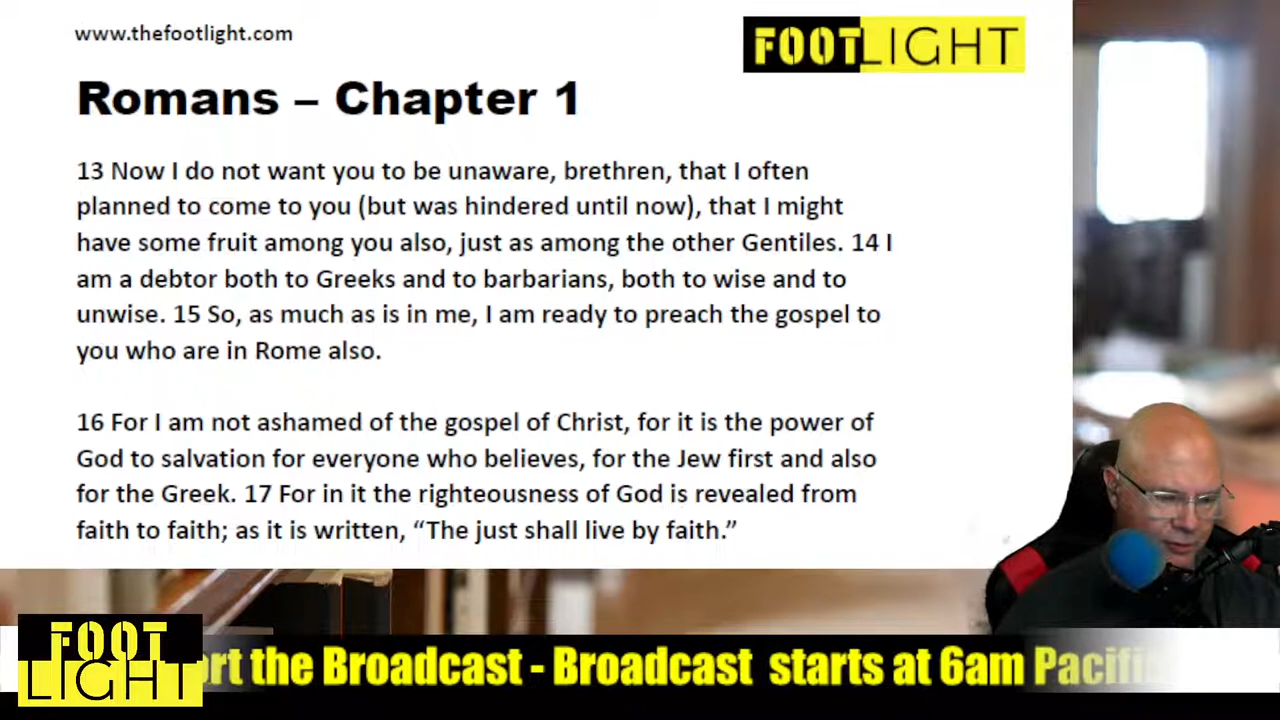 www.thefootlight.com
FOOTLIGHT
Romans – Chapter 1
13 Now I do not want you to be unaware, brethren, that I often
planned to come to you (but was hindered until now), that I might
have some fruit among you also, just as among the other Gentiles. 14 I
am a debtor both to Greeks and to barbarians, both to wise and to
unwise. 15 So, as much as is in me, I am ready to preach the gospel to
you who are in Rome also.
16 For I am not ashamed of the gospel of Christ, for it is the power of
God to salvation for everyone who believes, for the Jew first and also
for the Greek. 17 For in it the righteousness of God is revealed from
faith to faith; as it is written, “The just shall live by faith.”
FOOT
LIGHT
the Broadcast - Broadcast starts at 6am